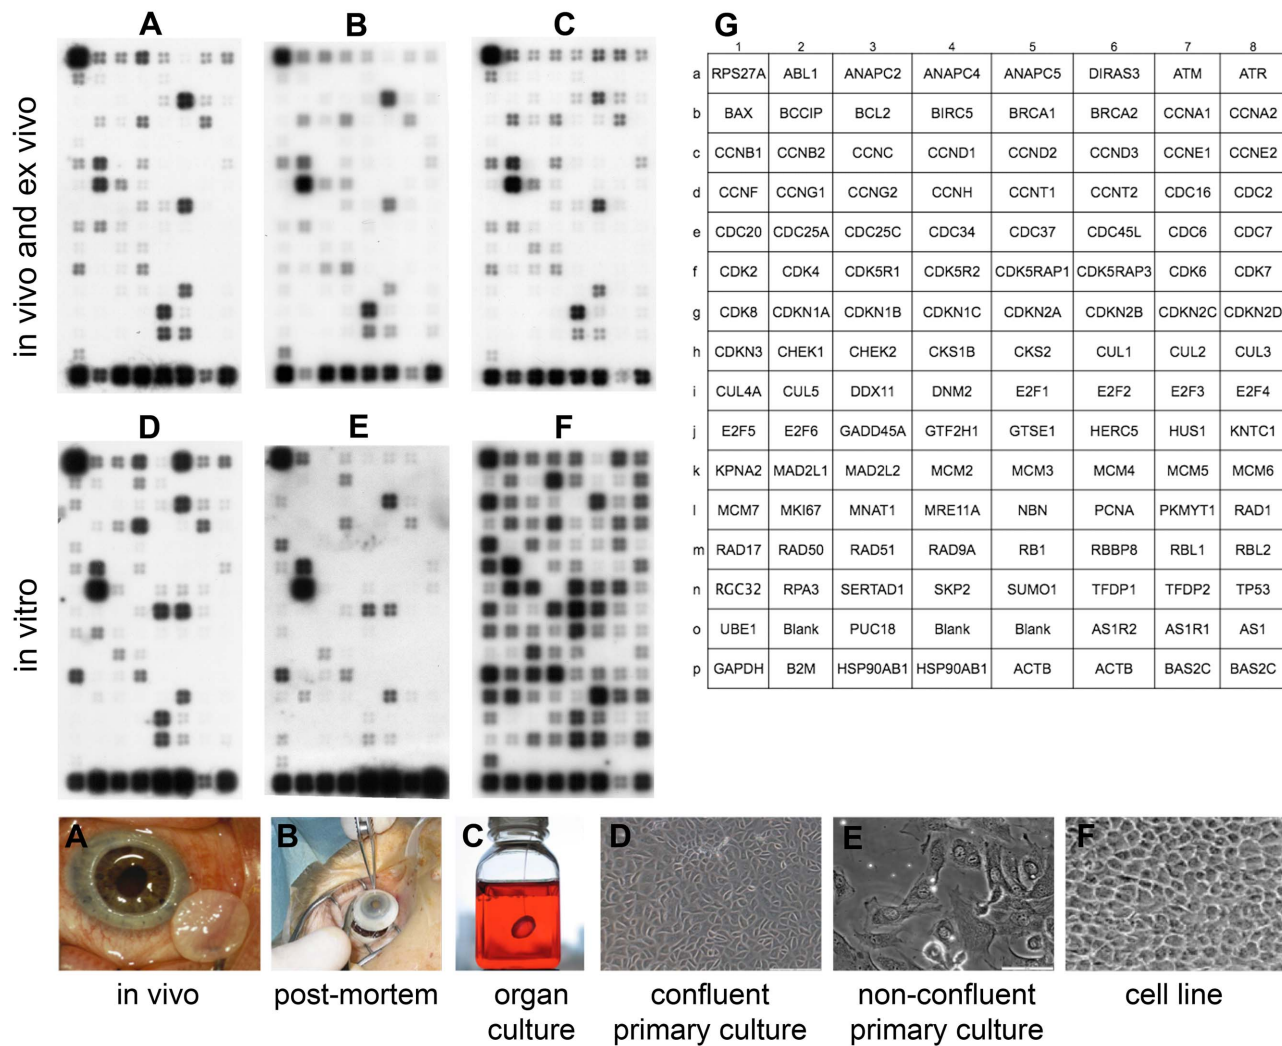 A B C G
in vivo and ex vivo
1 2 3 4 5 6 7 8
a RPS27A ABL1 ANAPC2 ANAPC4 ANAPC5 DIRAS3 ATM ATR
b BAX BCCIP BCL2 BIRC5 BRCA1 BRCA2 CCNA1 CCNA2
c CCNB1 CCNB2 CCNC CCND1 CCND2 CCND3 CCNE1 CCNE2
d CCNF CCNG1 CCNG2 CCNH CCNT1 CCNT2 CDC16 CDC2
e CDC20 CDC25A CDC25C CDC34 CDC37 CDC45L CDC6 CDC7
f CDK2 CDK4 CDK5R1 CDK5R2 CDK5RAP1 CDK5RAP3 CDK6 CDK7
g CDK8 CDKN1A CDKN1B CDKN1C CDKN2A CDKN2B CDKN2C CDKN2D
h CDKN3 CHEK1 CHEK2 CKS1B CKS2 CUL1 CUL2 CUL3
i CUL4A CUL5 DDX11 DNM2 E2F1 E2F2 E2F3 E2F4
j E2F5 E2F6 GADD45A GTF2H1 GTSE1 HERC5 HUS1 KNTC1
k KPNA2 MAD2L1 MAD2L2 MCM2 MCM3 MCM4 MCM5 MCM6
l MCM7 MKI67 MNAT1 MRE11A NBN PCNA PKMYT1 RAD1
m RAD17 RAD50 RAD51 RAD9A RB1 RBBP8 RBL1 RBL2
n RGC32 RPA3 SERTAD1 SKP2 SUMO1 TFDP1 TFDP2 TP53
o UBE1 Blank PUC18 Blank Blank AS1R2 AS1R1 AS1
p GAPDH B2M HSP90AB1 HSP90AB1 ACTB ACTB BAS2C BAS2C
D E F
in vitro
A B C D E F
in vivo post-mortem organ confluent non-confluent cell line
culture primary culture primary culture